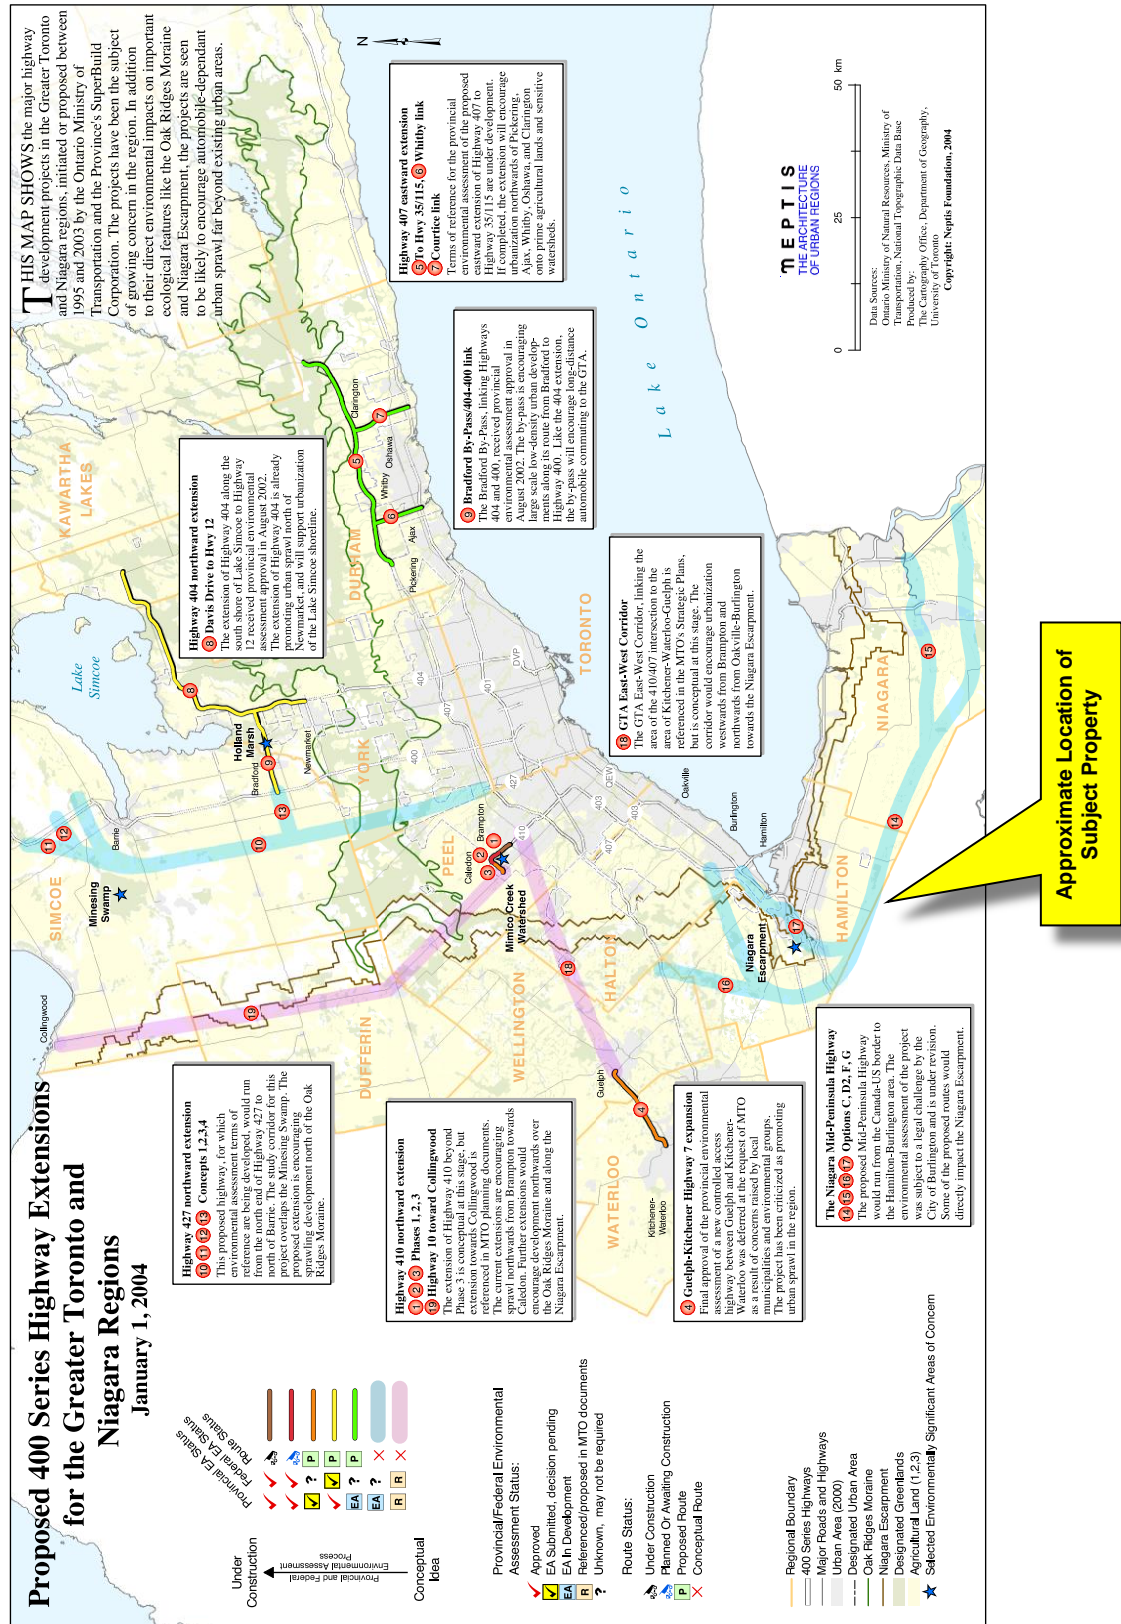 Proposed 400 Series Highway Extensions
for the Greater Toronto and
Niagara Regions
January 1, 2004
THIS MAP SHOWS the major highway
development projects in the Greater Toronto
and Niagara regions, initiated or proposed between
1995 and 2003 by the Ontario Ministry of
Transportation and the Province's SuperBuild
Corporation. The projects have been the subject
of growing concern in the region. In addition
to their direct environmental impacts on important
ecological features like the Oak Ridges Moraine
and Niagara Escarpment, the projects are seen
to be likely to encourage automobile-dependant
urban sprawl far beyond existing urban areas.
N
Provincial EA Status
Federal EA Status
Route Status
Under
Construction
Provincial and Federal
Environmental Assessment
Process
Conceptual
Idea
P
? P
EA ? P
EA ?
R R
Provincial/Federal Environmental
Assessment Status:
Approved
EA Submitted, decision pending
EA EA In Development
R Referenced/proposed in MTO documents
? Unknown, may not be required
Route Status:
Under Construction
Planned Or Awaiting Construction
P Proposed Route
Conceptual Route
Regional Boundary
400 Series Highways
Major Roads and Highways
Urban Area (2000)
Designated Urban Area
Oak Ridges Moraine
Niagara Escarpment
Designated Greenlands
Agricultural Land (1,2,3)
Selected Environmentally Significant Areas of Concern
Highway 427 northward extension
10 11 12 13 Concepts 1,2,3,4
This proposed highway, for which
environmental assessment terms of
reference are being developed, would run
from the north end of Highway 427 to
north of Barrie. The study corridor for this
project overlaps the Minesing Swamp. The
proposed extension is encouraging
sprawling development north of the Oak
Ridges Moraine.
Highway 410 northward extension
1 2 3 Phases 1, 2, 3
19 Highway 10 toward Collingwood
The extension of Highway 410 beyond
Phase 3 is conceptual at this stage, but
extension towards Collingwood is
referenced in MTO planning documents.
The current extensions are encouraging
sprawl northwards from Brampton towards
Caledon. Further extensions would
encourage development northwards over
the Oak Ridges Moraine and along the
Niagara Escarpment.
4 Guelph-Kitchener Highway 7 expansion
Final approval of the provincial environmental
assessment of a new controlled access
highway between Guelph and Kitchener-
Waterloo was deferred at the request of MTO
as a result of concerns raised by local
municipalities and environmental groups.
The project has been criticized as promoting
urban sprawl in the region.
The Niagara Mid-Peninsula Highway
14 15 16 17 Options C, D2, F, G
The proposed Mid-Peninsula Highway
would run from the Canada-US border to
the Hamilton-Burlington area. The
environmental assessment of the project
was subject to a legal challenge by the
City of Burlington and is under revision.
Some of the proposed routes would
directly impact the Niagara Escarpment.
Highway 404 northward extension
8 Davis Drive to Hwy 12
The extension of Highway 404 along the
south shore of Lake Simcoe to Highway
12 received provincial environmental
assessment approval in August 2002.
The extension of Highway 404 is already
promoting urban sprawl north of
Newmarket, and will support urbanization
of the Lake Simcoe shoreline.
Highway 407 eastward extension
5 To Hwy 35/115, 6 Whitby link
7 Courtice link
Terms of reference for the provincial
environmental assessment of the proposed
eastward extension of Highway 407 to
Highway 35/115 are under development.
If completed, the extension will encourage
urbanization northwards of Pickering,
Ajax, Whitby, Oshawa, and Clarington
onto prime agricultural lands and sensitive
watersheds.
9 Bradford By-Pass/404-400 link
The Bradford By-Pass, linking Highways
404 and 400, received provincial
environmental assessment approval in
August 2002. The by-pass is encouraging
large scale low-density urban develop-
ments along its route from Bradford to
Highway 400. Like the 404 extension,
the by-pass will encourage long-distance
automobile commuting to the GTA.
18 GTA East-West Corridor
The GTA East-West Corridor, linking the
area of the 410/407 intersection to the
area of Kitchener-Waterloo-Guelph is
referenced in the MTO's Strategic Plans,
but is conceptual at this stage. The
corridor would encourage urbanization
westwards from Brampton and
northwards from Oakville-Burlington
towards the Niagara Escarpment.
Collingwood
SIMCOE
Minesing
Swamp
11
12
Barrie
10
13
Lake
Simcoe
KAWARTHA
LAKES
8
Holland
Marsh
Bradford
9
Newmarket
YORK
DURHAM
Clarington
5
7
Oshawa
Whitby
6
Ajax
Pickering
19
DUFFERIN
PEEL
Caledon
Brampton
1
2
3
410
Mimico Creek
Watershed
427
400
407
404
401
DVP
TORONTO
WELLINGTON
18
HALTON
Guelph
4
WATERLOO
Kitchener-
Waterloo
407
403
403
QEW
Oakville
Burlington
Hamilton
Niagara
Escarpment
16
17
HAMILTON
14
NIAGARA
15
Lake Ontario
NEPTIS
THE ARCHITECTURE
OF URBAN REGIONS
0 25 50 km
Data Sources:
Ontario Ministry of Natural Resources, Ministry of
Transportation, National Topographic Data Base
Produced by:
The Cartography Office, Department of Geography,
University of Toronto
Copyright: Neptis Foundation, 2004
Approximate Location of
Subject Property